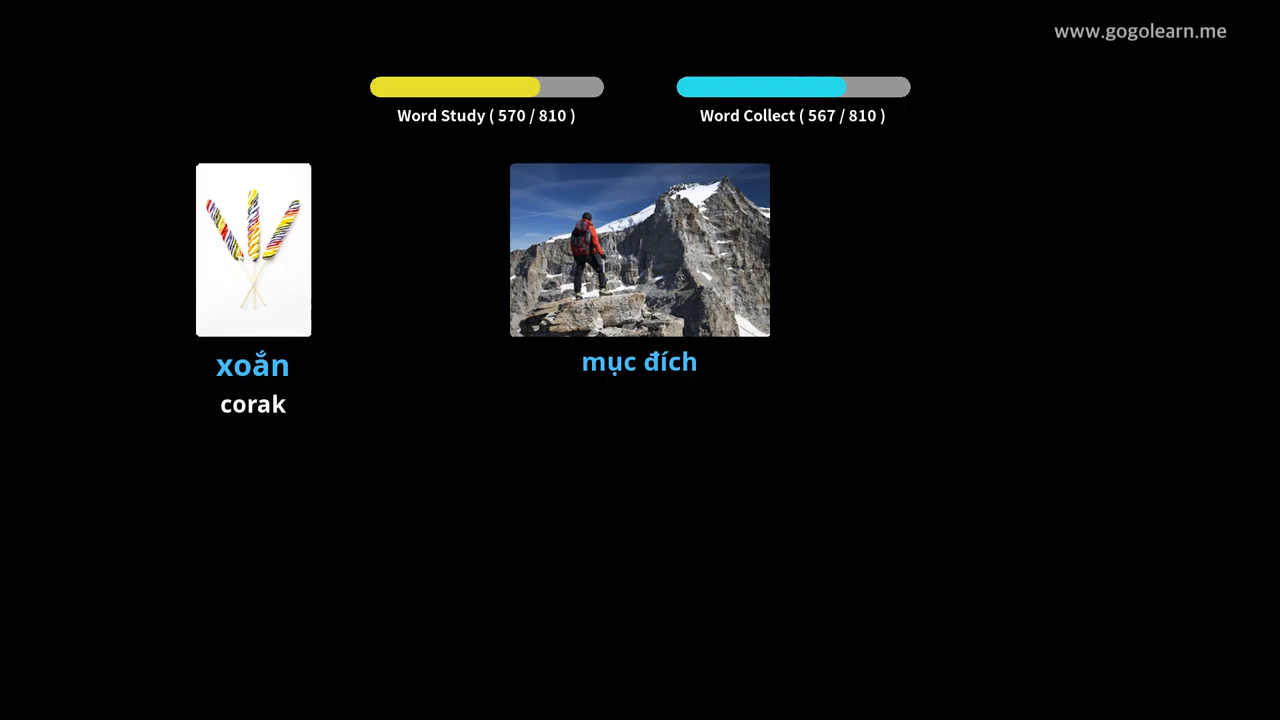 www.gogolearn.me
Word Study ( 570 / 810 )
Word Collect ( 567 / 810 )
xoắn
corak
mục đích